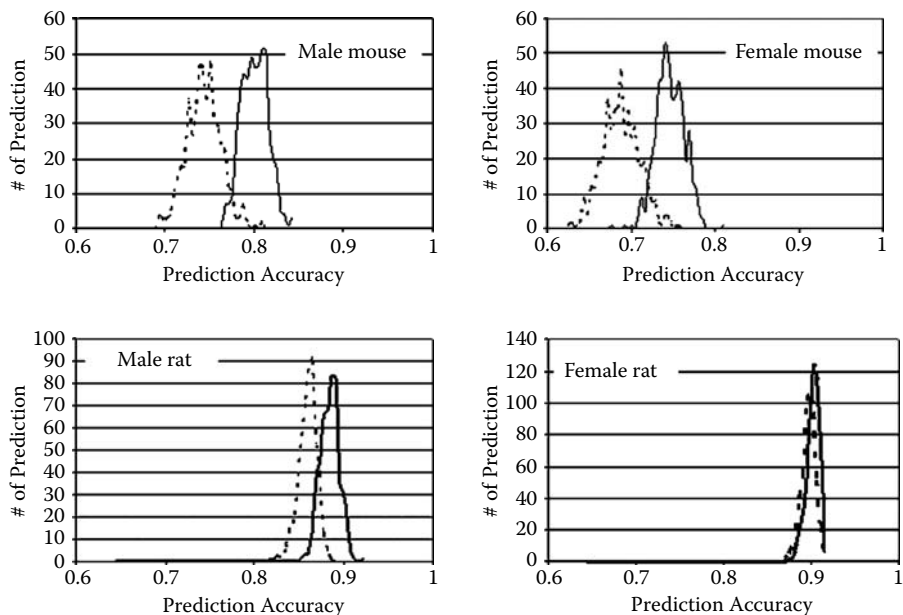 60
50
40
30
20
10
0
# of Prediction
Male mouse
0.6 0.7 0.8 0.9 1
Prediction Accuracy
60
50
40
30
20
10
0
# of Prediction
Female mouse
0.6 0.7 0.8 0.9 1
Prediction Accuracy
100
90
80
70
60
50
40
30
20
10
0
# of Prediction
Male rat
0.6 0.7 0.8 0.9 1
Prediction Accuracy
140
120
100
80
60
40
20
0
# of Prediction
Female rat
0.6 0.7 0.8 0.9 1
Prediction Accuracy